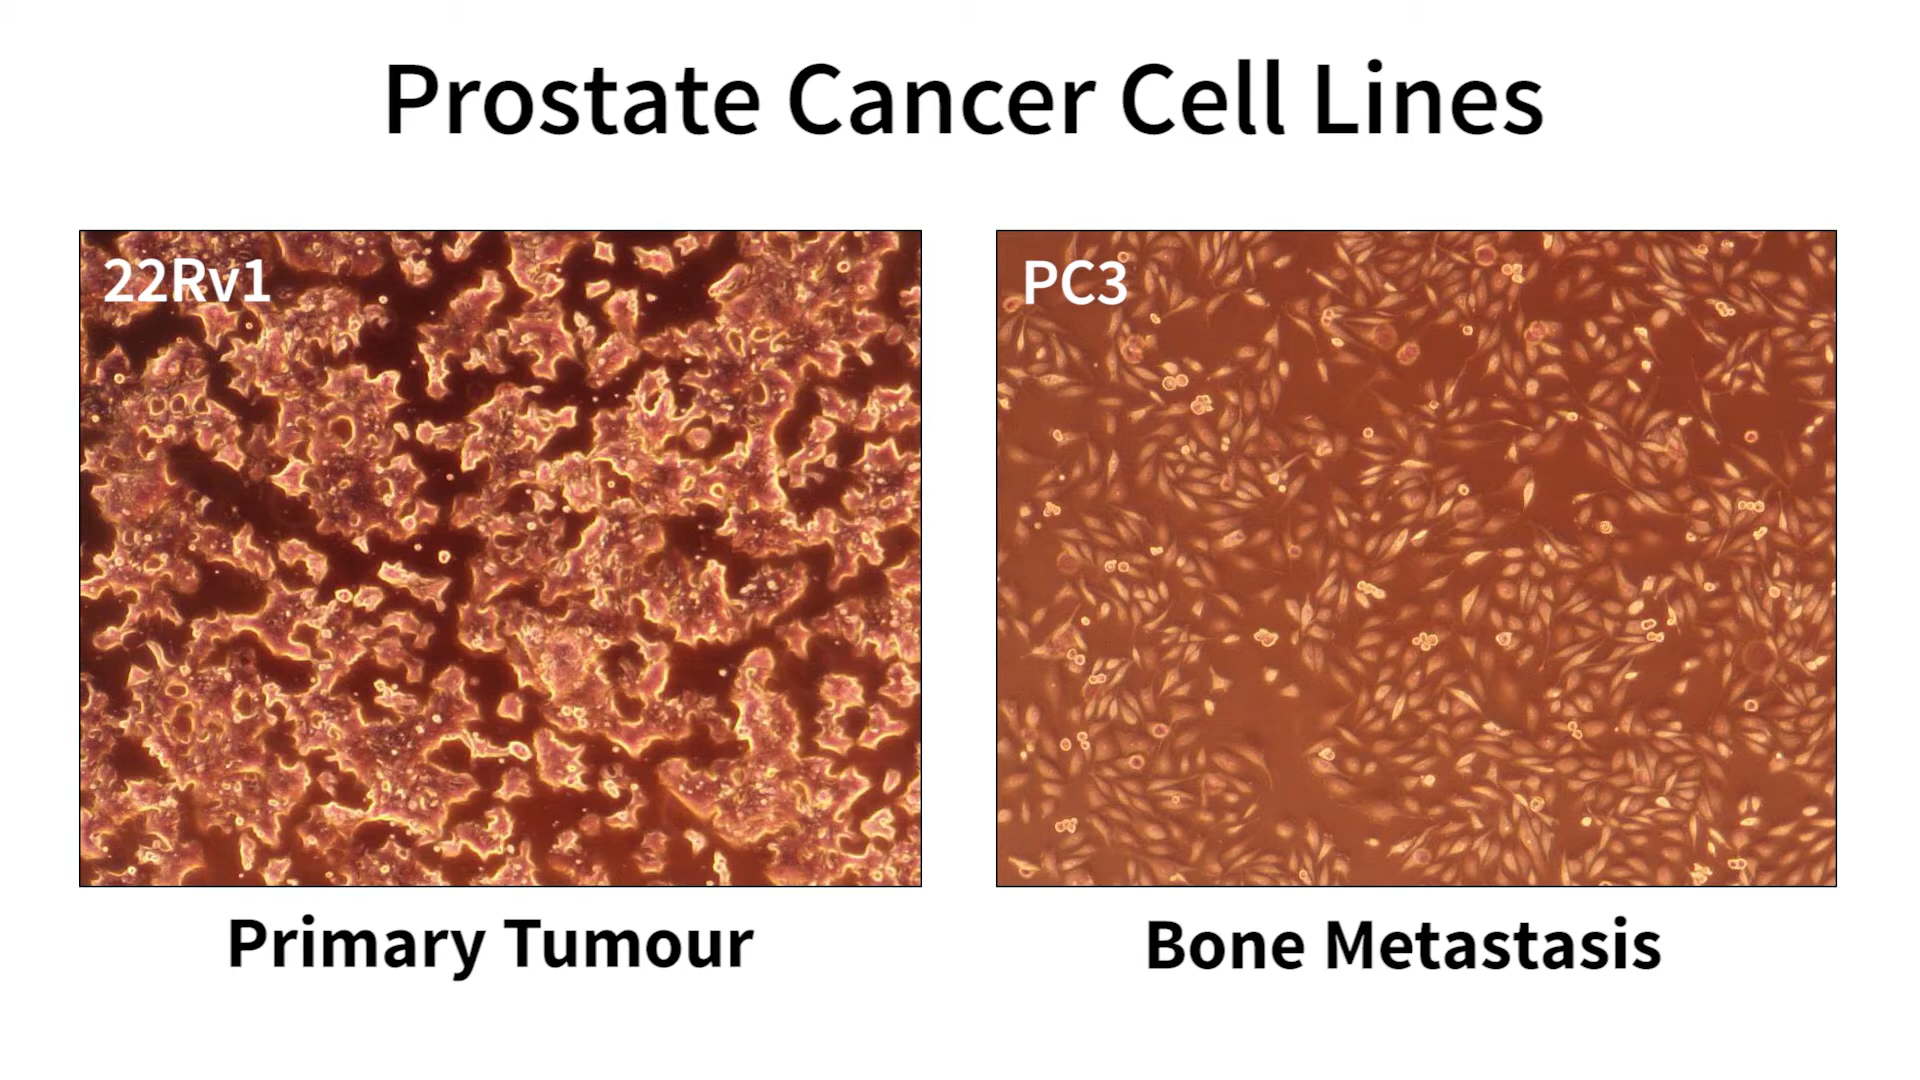 Prostate Cancer Cell Lines
22Rv1
PC3
Primary Tumour
Bone Metastasis